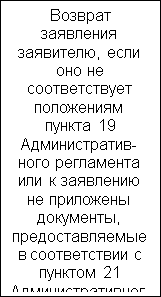 Возврат
заявления
заявителю, если
оно не
соответствует
положениям
пункта 19
Административ-
ного регламента
или к заявлению
не приложены
документы,
предоставляемые
в соответствии с
пунктом 21
Административног